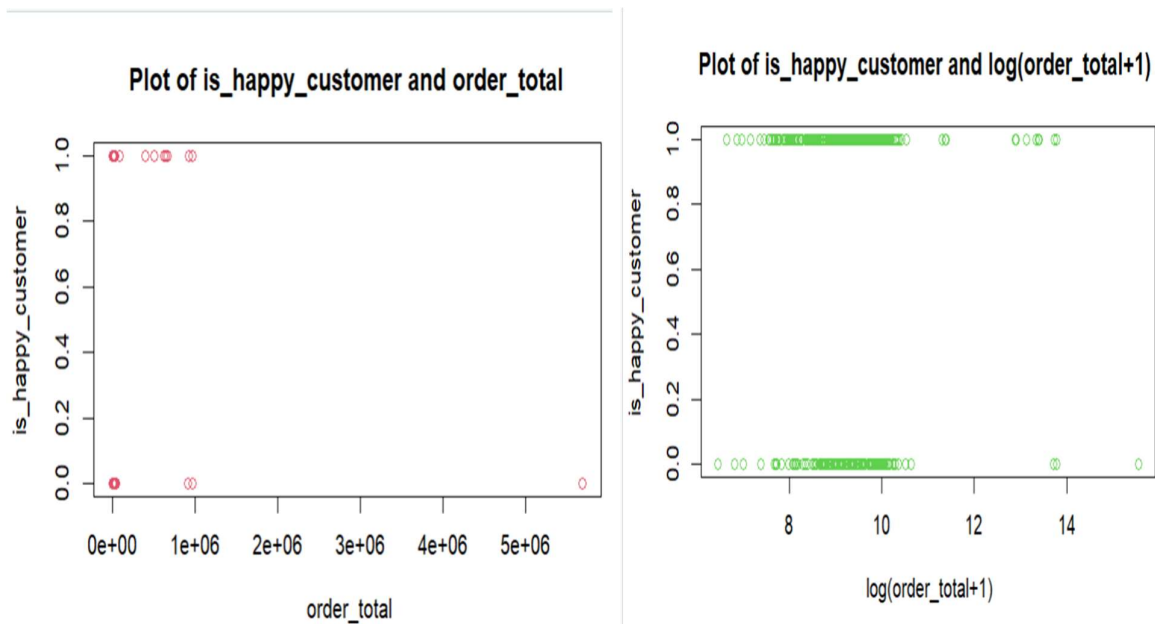 Plot of is_happy_customer and order_total
is_happy_customer
1.0
0.8
0.6
0.4
0.2
0.0
0e+00 1e+06 2e+06 3e+06 4e+06 5e+06
order_total
Plot of is_happy_customer and log(order_total+1)
is_happy_customer
1.0
0.8
0.6
0.4
0.2
0.0
8 10 12 14
log(order_total+1)